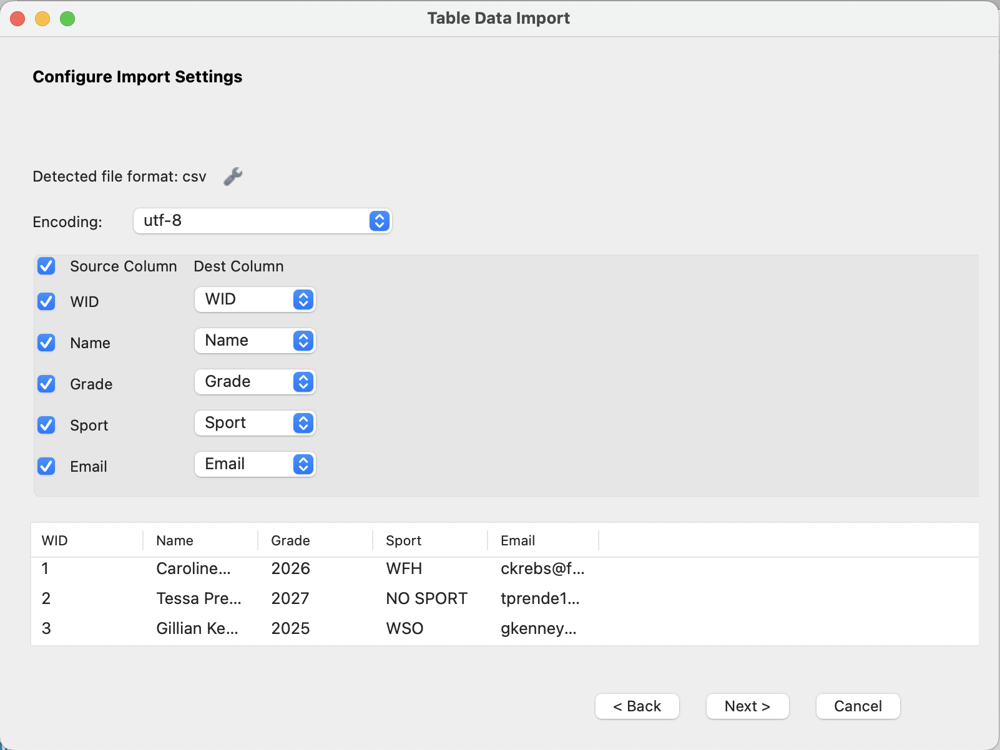 Table Data Import
Configure Import Settings
Detected file format: csv
Encoding: utf-8
Source Column Dest Column
WID WID
Name Name
Grade Grade
Sport Sport
Email Email
WID Name Grade Sport Email
1 Caroline... 2026 WFH ckrebs@f...
2 Tessa Pre... 2027 NO SPORT tprende1...
3 Gillian Ke... 2025 WSO gkenney...
< Back Next > Cancel